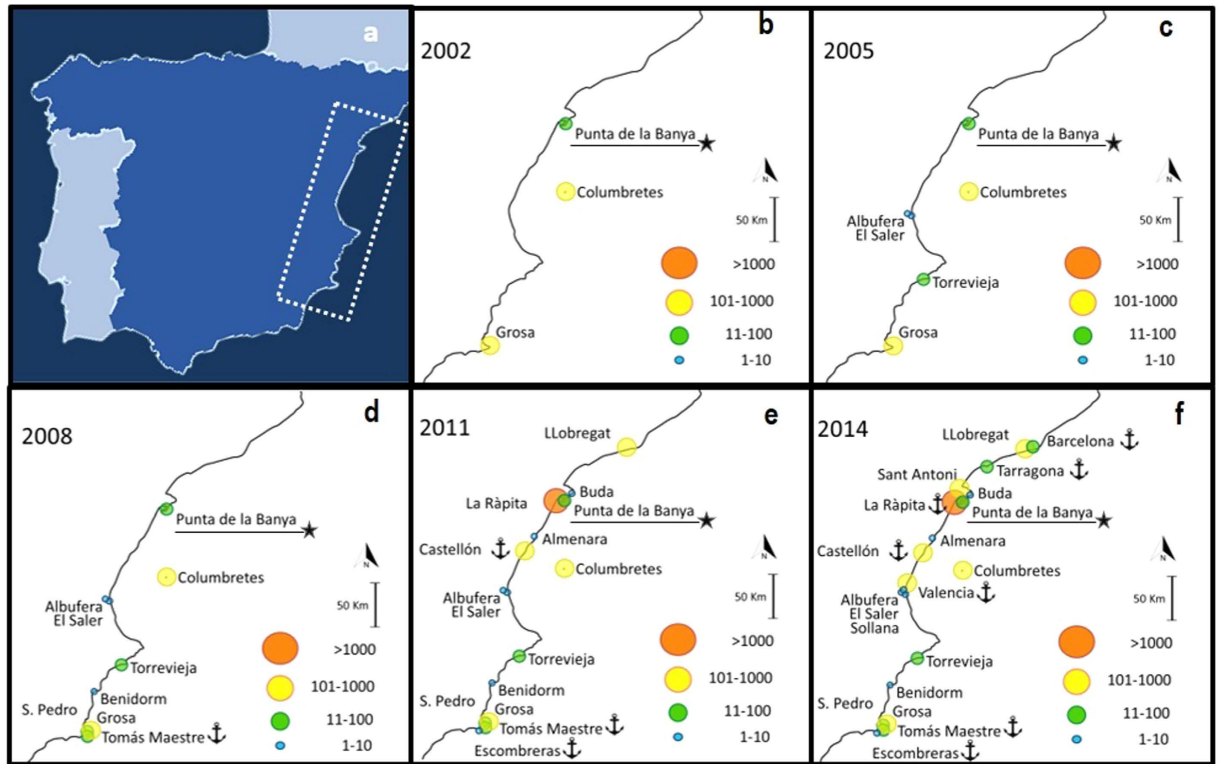 a
b
2002
Punta de la Banya
N
Columbretes
50 Km
>1000
101-1000
Grosa
11-100
1-10
c
2005
Punta de la Banya
N
Columbretes
Albufera
El Saler
50 Km
>1000
Torrevieja
101-1000
Grosa
11-100
1-10
d
2008
Punta de la Banya
N
Columbretes
Albufera
El Saler
50 Km
>1000
Torrevieja
101-1000
Benidorm
S. Pedro
Grosa
11-100
Tomás Maestre
1-10
e
2011
LLobregat
La Ràpita
Buda
Punta de la Banya
Almenara
N
Castellón
Columbretes
Albufera
El Saler
50 Km
>1000
Torrevieja
101-1000
Benidorm
S. Pedro
Grosa
11-100
Tomás Maestre
1-10
Escombreras
f
2014
LLobregat
Barcelona
Tarragona
Sant Antoni
La Ràpita
Buda
Punta de la Banya
Almenara
N
Castellón
Columbretes
Valencia
Albufera
El Saler
Sollana
50 Km
>1000
Torrevieja
101-1000
Benidorm
S. Pedro
Grosa
11-100
Tomás Maestre
1-10
Escombreras